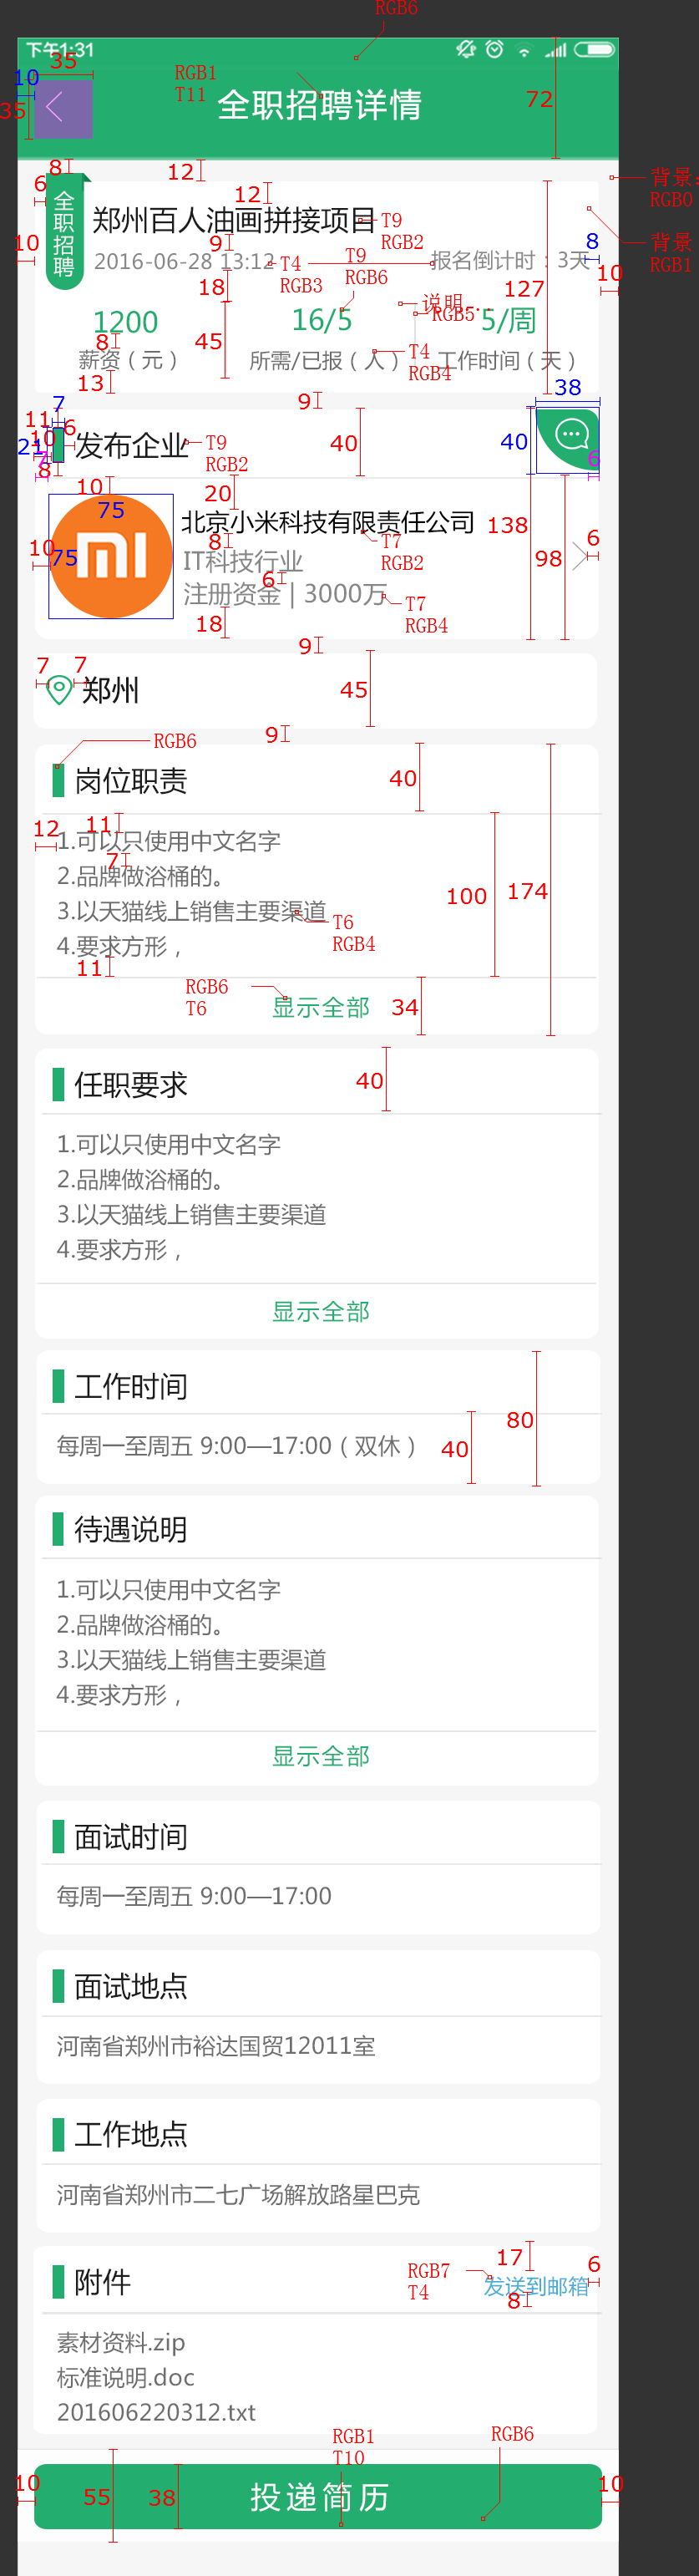 RGB6
下午1:31
35
10
35
RGB1
T11
全职招聘详情
72
8
12
12
背景:
RGB0
背景、
RGB1
6
10
全职招聘
郑州百人油画拼接项目
T9
RGB2
9
2016-06-28 13:12
T4
RGB3
T9
RGB6
报名倒计时：3天
8
10
18
127
说明...
RGB5
1200
16/5
5/周
8
45
薪资（元）
所需/已报（人）
T4
RGB4
工作时间（天）
13
9
38
7
11
6
10
21
7
8
发布企业
T9
RGB2
40
40
6
10
20
75
75
10
北京小米科技有限责任公司
138
98
6
8
T7
RGB2
IT科技行业
6
注册资金 | 3000万
T7
RGB4
18
9
7
7
郑州
45
9
RGB6
岗位职责
40
12
11
1.可以只使用中文名字
7
2.品牌做浴桶的。
100
174
3.以天猫线上销售主要渠道
T6
RGB4
4.要求方形，
11
RGB6
T6
显示全部
34
任职要求
40
1.可以只使用中文名字
2.品牌做浴桶的。
3.以天猫线上销售主要渠道
4.要求方形，
显示全部
工作时间
80
每周一至周五 9:00—17:00（双休）
40
待遇说明
1.可以只使用中文名字
2.品牌做浴桶的。
3.以天猫线上销售主要渠道
4.要求方形，
显示全部
面试时间
每周一至周五 9:00—17:00
面试地点
河南省郑州市裕达国贸12011室
工作地点
河南省郑州市二七广场解放路星巴克
17
6
附件
RGB7
T4
发送到邮箱
8
素材资料.zip
标准说明.doc
201606220312.txt
RGB1
T10
RGB6
10
55
38
投递简历
10